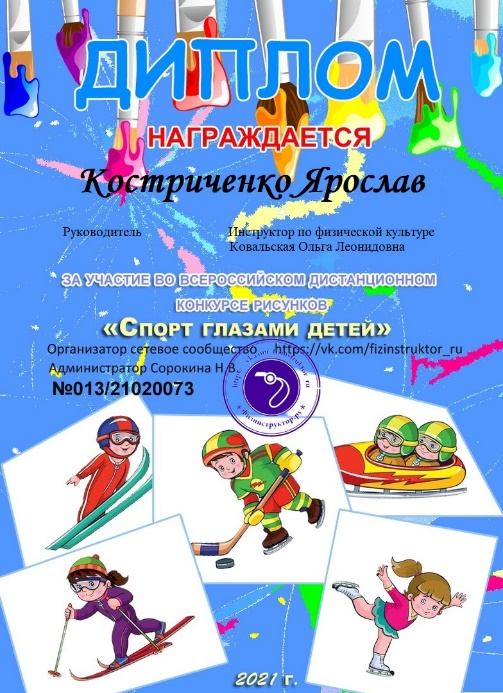 ДИПЛОМ
НАГРАЖДАЕТСЯ
Костриченко Ярослав
Руководитель Инструктор по физической культуре
Ковальская Ольга Леонидовна
ЗА УЧАСТИЕ ВО ВСЕРОССИЙСКОМ ДИСТАНЦИОННОМ
КОНКУРСЕ РИСУНКОВ
«СПОРТ ГЛАЗАМИ ДЕТЕЙ»
Организатор сетевое сообщество https://vk.com/fizinstruktor_ru
Администратор Сорокина Н.В.
№013/21020073
2021 г.